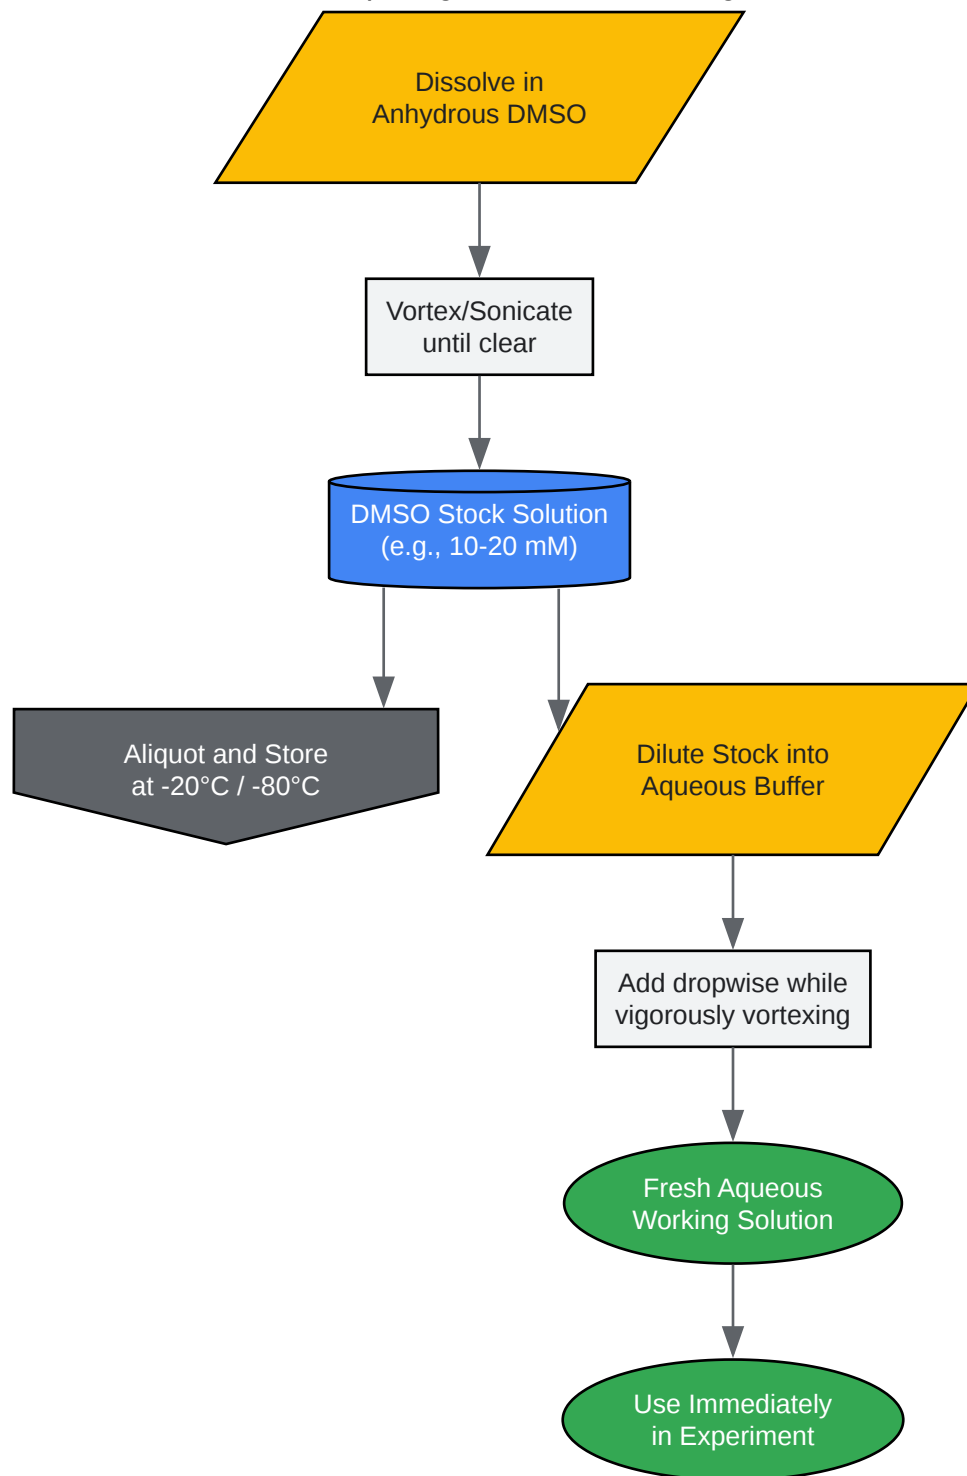 Dissolve in
Anhydrous DMSO
Vortex/Sonicate
until clear
DMSO Stock Solution
(e.g., 10-20 mM)
Aliquot and Store
at -20°C / -80°C
Dilute Stock into
Aqueous Buffer
Add dropwise while
vigorously vortexing
Fresh Aqueous
Working Solution
Use Immediately
in Experiment